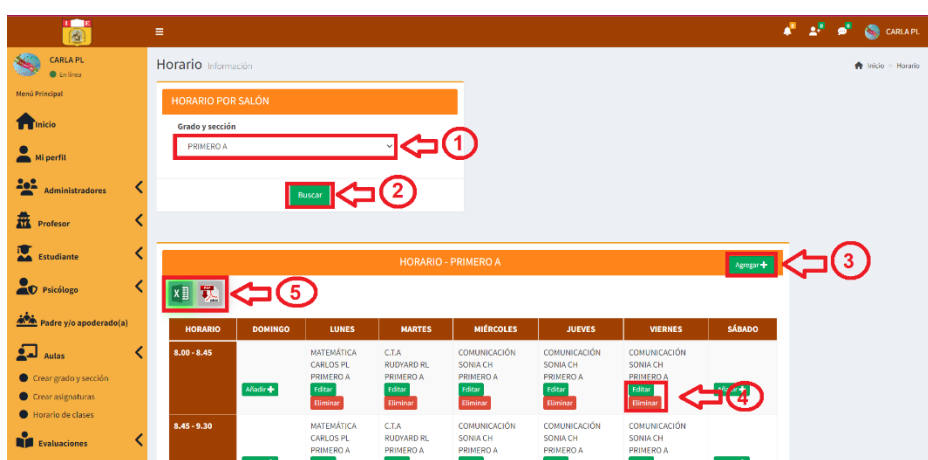 I E
CARLA PL
CARLA PL
En línea
Horario Información
Inicio > Horario
Menú Principal
Inicio
Mi perfil
Administradores
Profesor
Estudiante
Psicólogo
Padre y/o apoderado(a)
Aulas
Crear grado y sección
Crear asignaturas
Horario de clases
Evaluaciones
HORARIO POR SALÓN
Grado y sección
PRIMERO A
1
Buscar
2
HORARIO - PRIMERO A
Agregar
3
5
HORARIO DOMINGO LUNES MARTES MIÉRCOLES JUEVES VIERNES SÁBADO
8.00 - 8.45 MATEMÁTICA C.T.A COMUNICACIÓN COMUNICACIÓN COMUNICACIÓN
CARLOS PL RUDYARD RL SONIA CH SONIA CH SONIA CH
PRIMERO A PRIMERO A PRIMERO A PRIMERO A PRIMERO A
Añadir Editar Editar Editar Editar Editar
Eliminar Eliminar Eliminar Eliminar Eliminar
4
8.45 - 9.30 MATEMÁTICA C.T.A COMUNICACIÓN COMUNICACIÓN COMUNICACIÓN
CARLOS PL RUDYARD RL SONIA CH SONIA CH SONIA CH
PRIMERO A PRIMERO A PRIMERO A PRIMERO A PRIMERO A